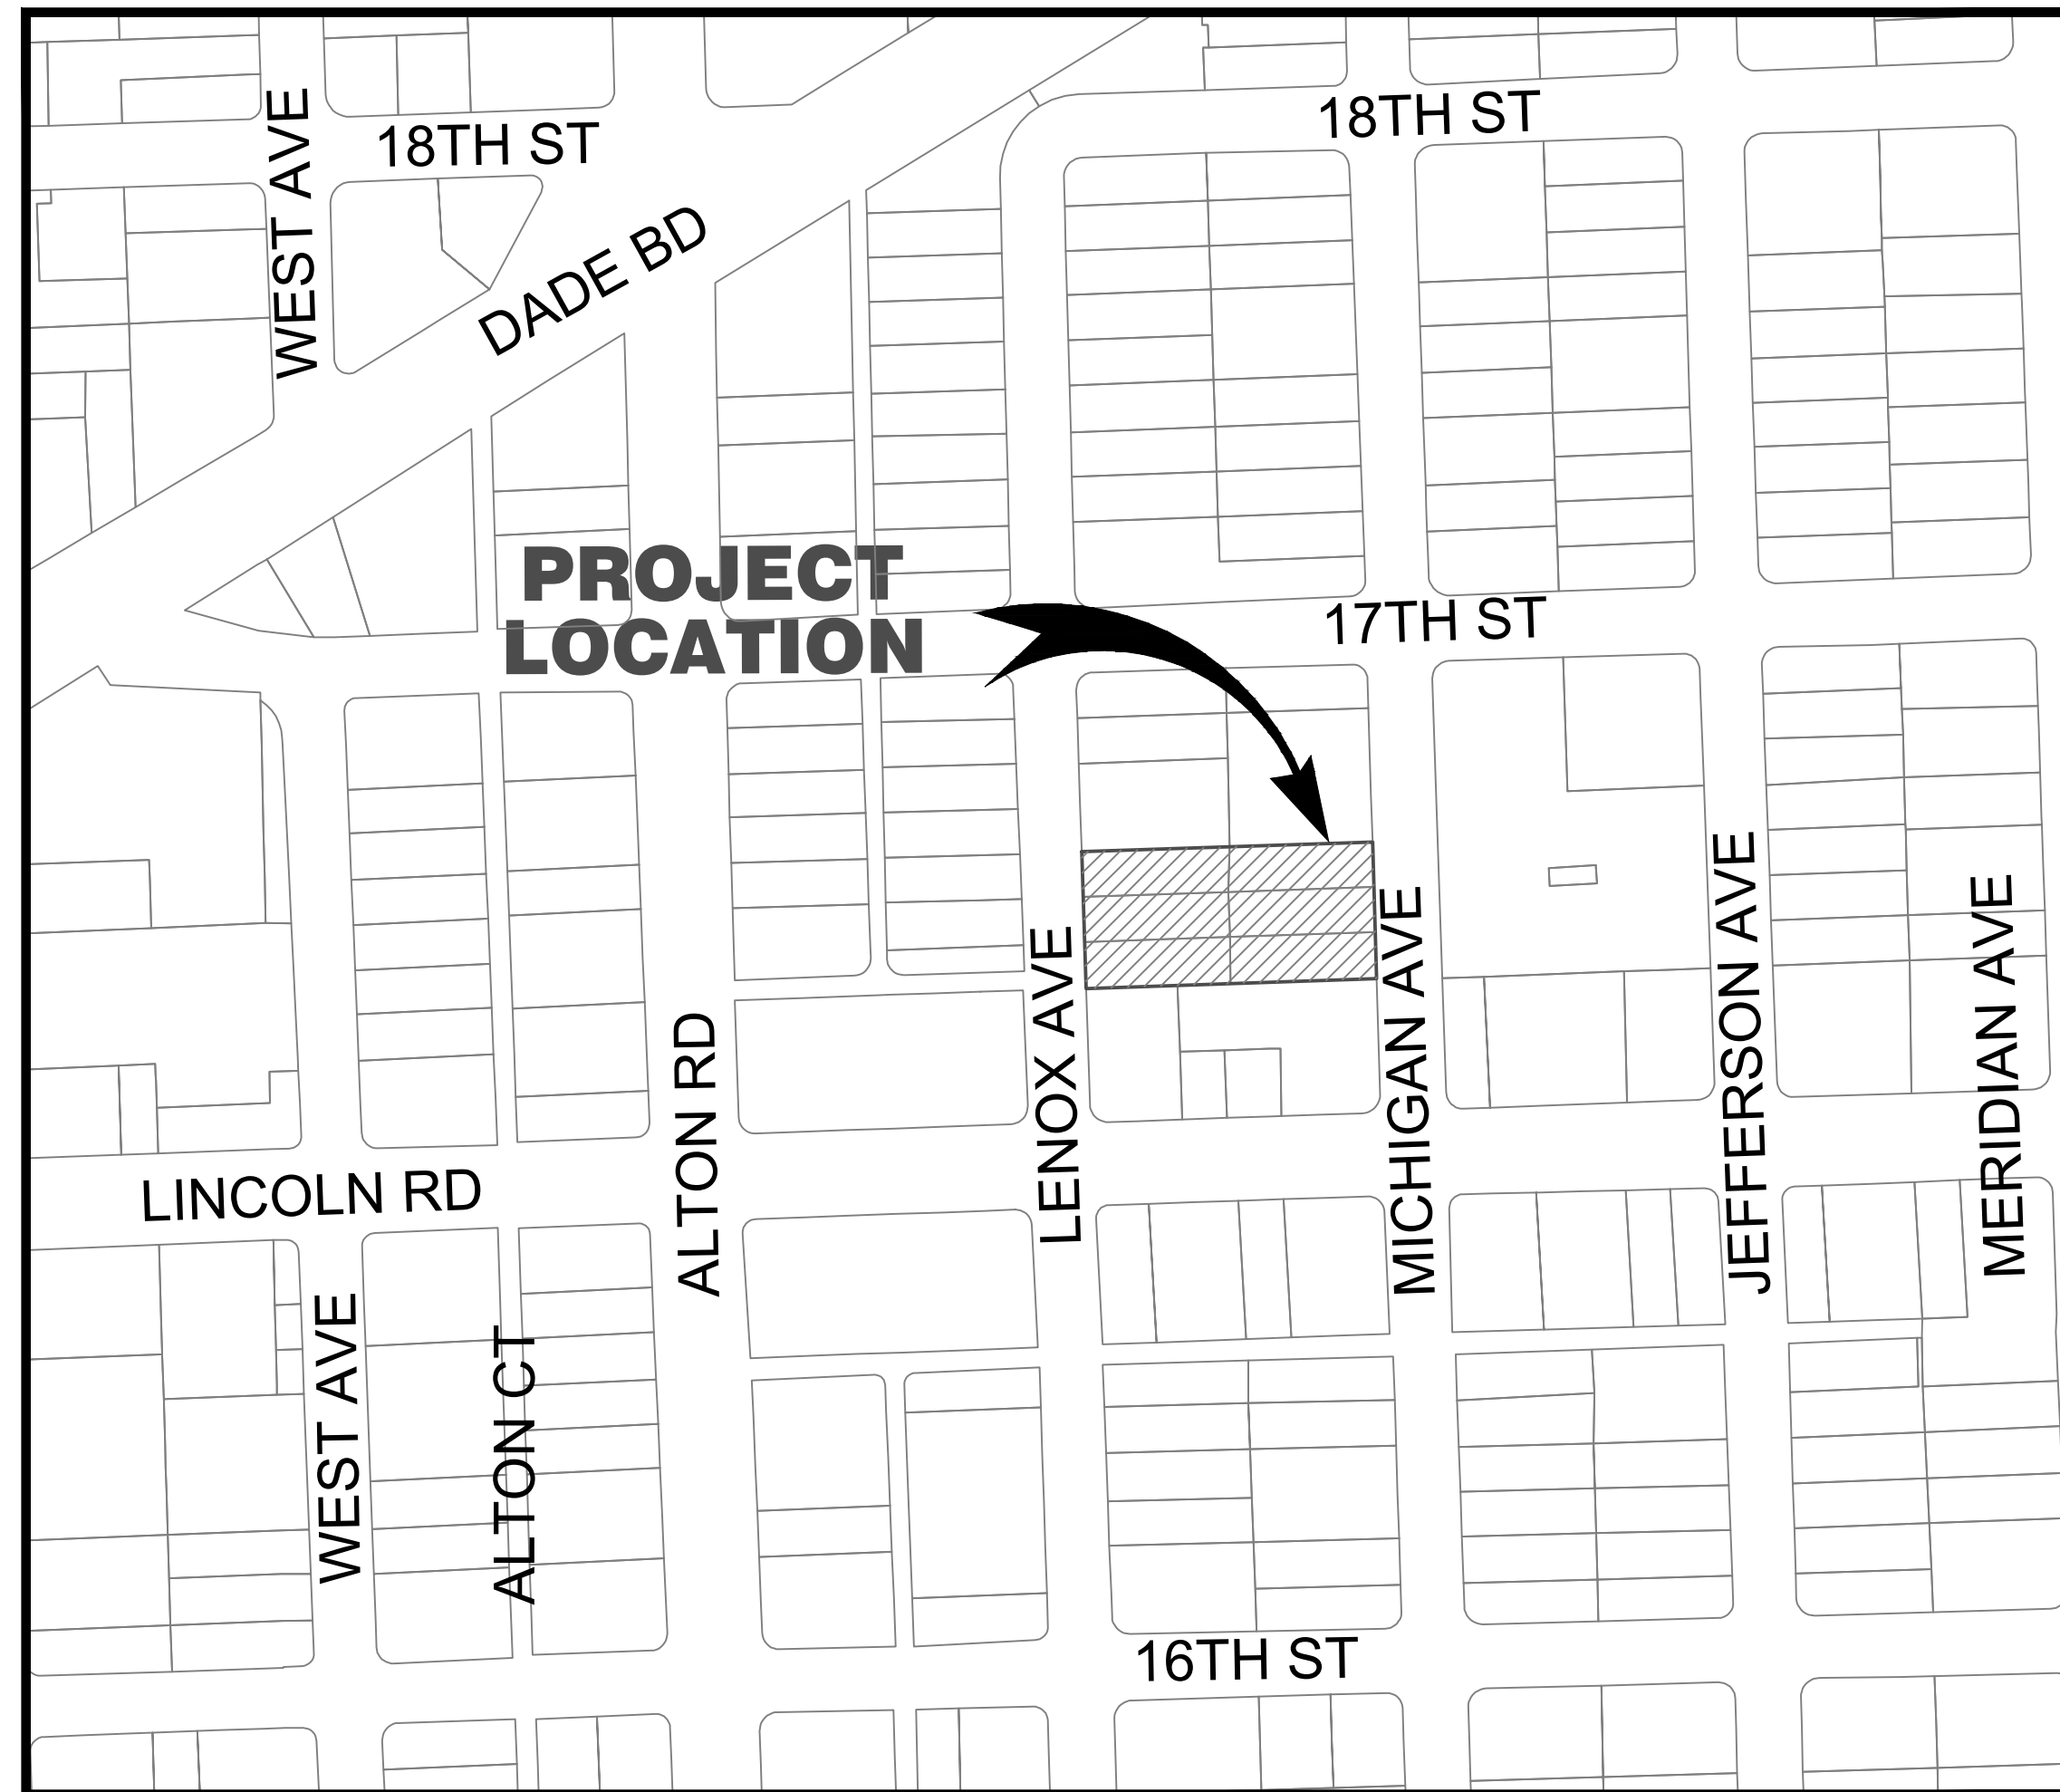 WEST AVE
18TH ST
18TH ST
DADE BD
PROJECT
LOCATION
17TH ST
LINCOLN RD
ALTON RD
LENOX AVE
MICHIGAN AVE
JEFFERSON AVE
MERIDIAN AVE
WEST AVE
ALTON CT
16TH ST